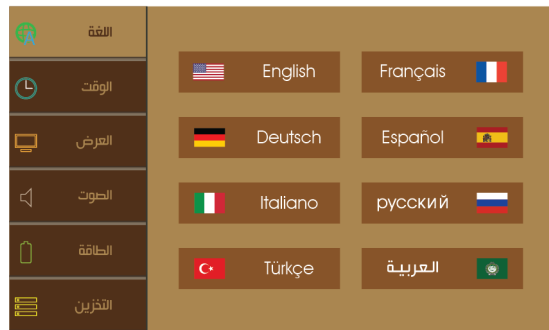 اللغة
الوقت
العرض
الصوت
الطاقة
التخزين
English
Français
Deutsch
Español
Italiano
русский
Türkçe
العربية